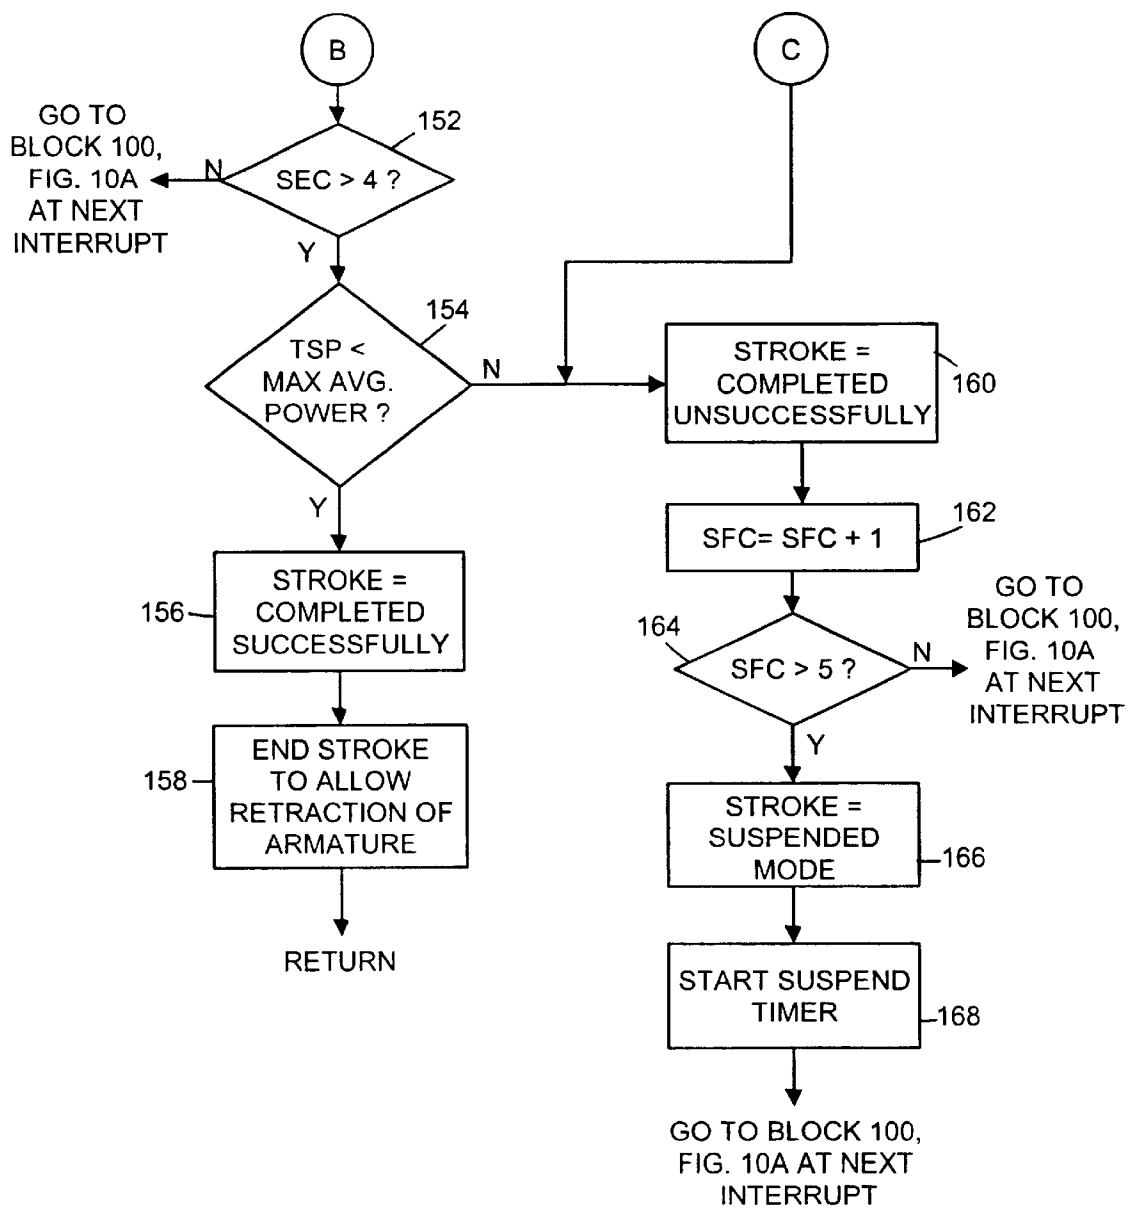 B
C
GO TO
BLOCK 100,
FIG. 10A
AT NEXT
INTERRUPT
N
152
SEC > 4 ?
Y
154
TSP <
MAX AVG.
POWER ?
N
Y
STROKE =
COMPLETED
UNSUCCESSFULLY
160
SFC= SFC + 1
162
156
STROKE =
COMPLETED
SUCCESSFULLY
164
SFC > 5 ?
N
GO TO
BLOCK 100,
FIG. 10A
AT NEXT
INTERRUPT
Y
158
END STROKE
TO ALLOW
RETRACTION OF
ARMATURE
RETURN
STROKE =
SUSPENDED
MODE
166
START SUSPEND
TIMER
168
GO TO BLOCK 100,
FIG. 10A AT NEXT
INTERRUPT